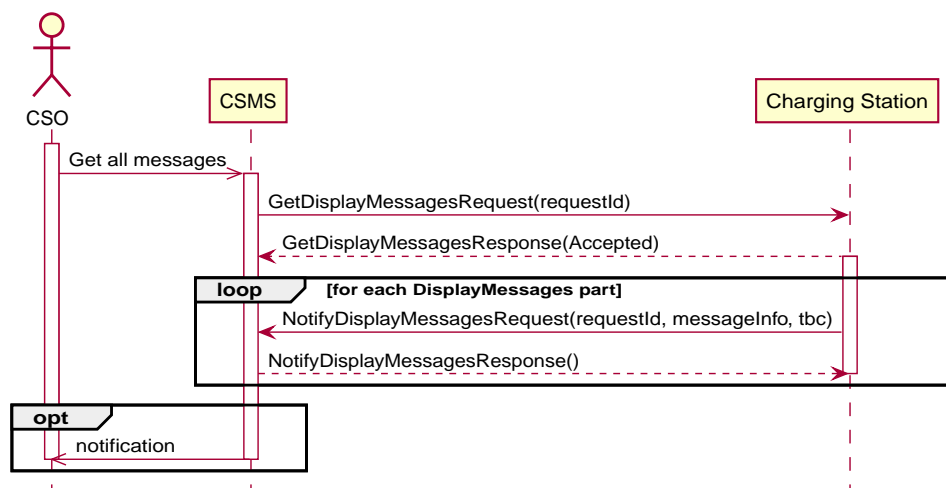 CSO
CSMS
Charging Station
Get all messages
GetDisplayMessagesRequest(requestId)
GetDisplayMessagesResponse(Accepted)
loop [for each DisplayMessages part]
NotifyDisplayMessagesRequest(requestId, messageInfo, tbc)
NotifyDisplayMessagesResponse()
opt
notification